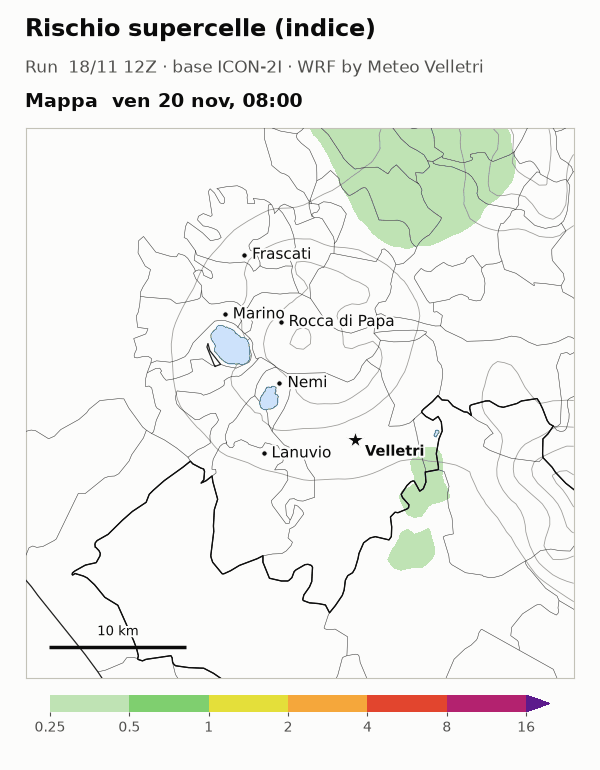 Rischio supercelle (indice)
Run  18/11 12Z · base ICON-2I · WRF by Meteo Velletri
Mappa  ven 20 nov, 08:00
Frascati
Marino
Rocca di Papa
Nemi
Velletri
Lanuvio
10 km
0.25 0.5 1 2 4 8 16